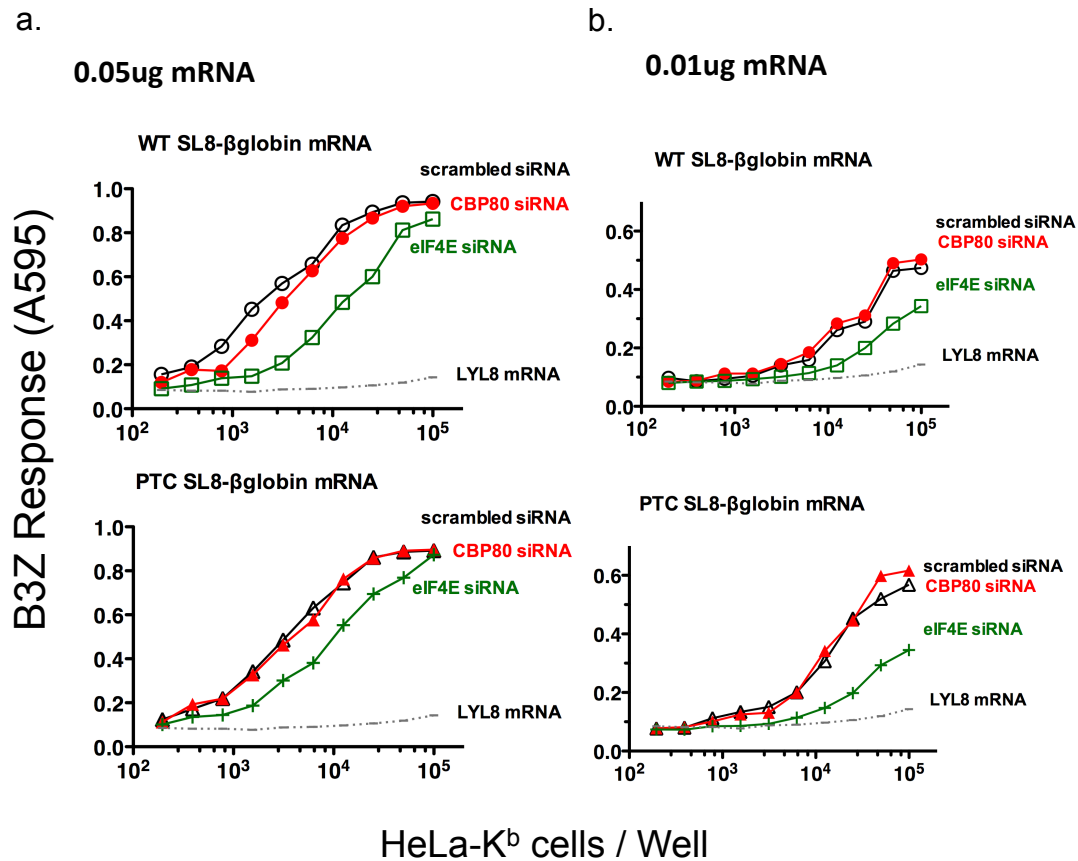 a.
0.05ug mRNA
WT SL8-βglobin mRNA
scrambled siRNA
CBP80 siRNA
eIF4E siRNA
LYL8 mRNA
1.0
0.8
0.6
0.4
0.2
0.0
10² 10³ 10⁴ 10⁵
PTC SL8-βglobin mRNA
scrambled siRNA
CBP80 siRNA
eIF4E siRNA
LYL8 mRNA
1.0
0.8
0.6
0.4
0.2
0.0
10² 10³ 10⁴ 10⁵
b.
0.01ug mRNA
WT SL8-βglobin mRNA
scrambled siRNA
CBP80 siRNA
eIF4E siRNA
LYL8 mRNA
0.6
0.4
0.2
0.0
10² 10³ 10⁴ 10⁵
PTC SL8-βglobin mRNA
scrambled siRNA
CBP80 siRNA
eIF4E siRNA
LYL8 mRNA
0.6
0.4
0.2
0.0
10² 10³ 10⁴ 10⁵
B3Z Response (A595)
HeLa-Kᵇ cells / Well